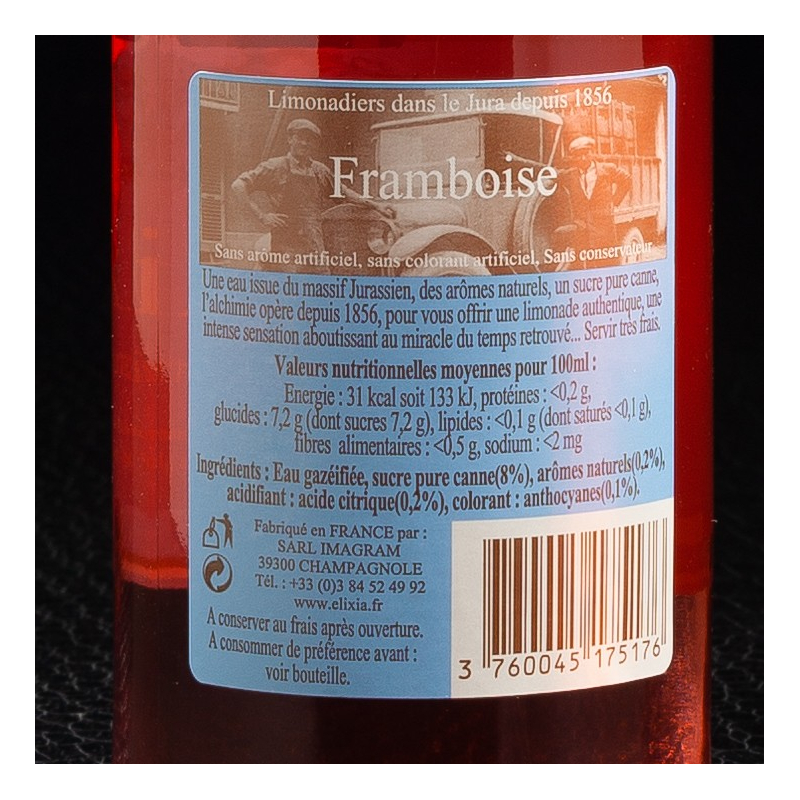 Limonadiers dans le Jura depuis 1856
Framboise
Sans arôme artificiel, sans colorant artificiel, Sans conservateur
Une eau issue du massif Jurassien, des arômes naturels, un sucre pure canne,
l'alchimie opère depuis 1856, pour vous offrir une limonade authentique, une
intense sensation aboutissant au miracle du temps retrouvé... Servir très frais.
Valeurs nutritionnelles moyennes pour 100ml :
Energie : 31 kcal soit 133 kJ, protéines : <0,2 g,
glucides : 7,2 g (dont sucres 7,2 g), lipides : <0,1 g (dont saturés <0,1 g),
fibres alimentaires : <0,5 g, sodium : <2 mg
Ingrédients : Eau gazéifiée, sucre pure canne(8%), arômes naturels(0,2%),
acidifiant : acide citrique(0,2%), colorant : anthocyanes(0,1%).
Fabriqué en FRANCE par :
SARL IMAGRAM
39300 CHAMPAGNOLE
Tél. : +33 (0)3 84 52 49 92
www.elixia.fr
A conserver au frais après ouverture.
A consommer de préférence avant :
voir bouteille.
3 760045 175176